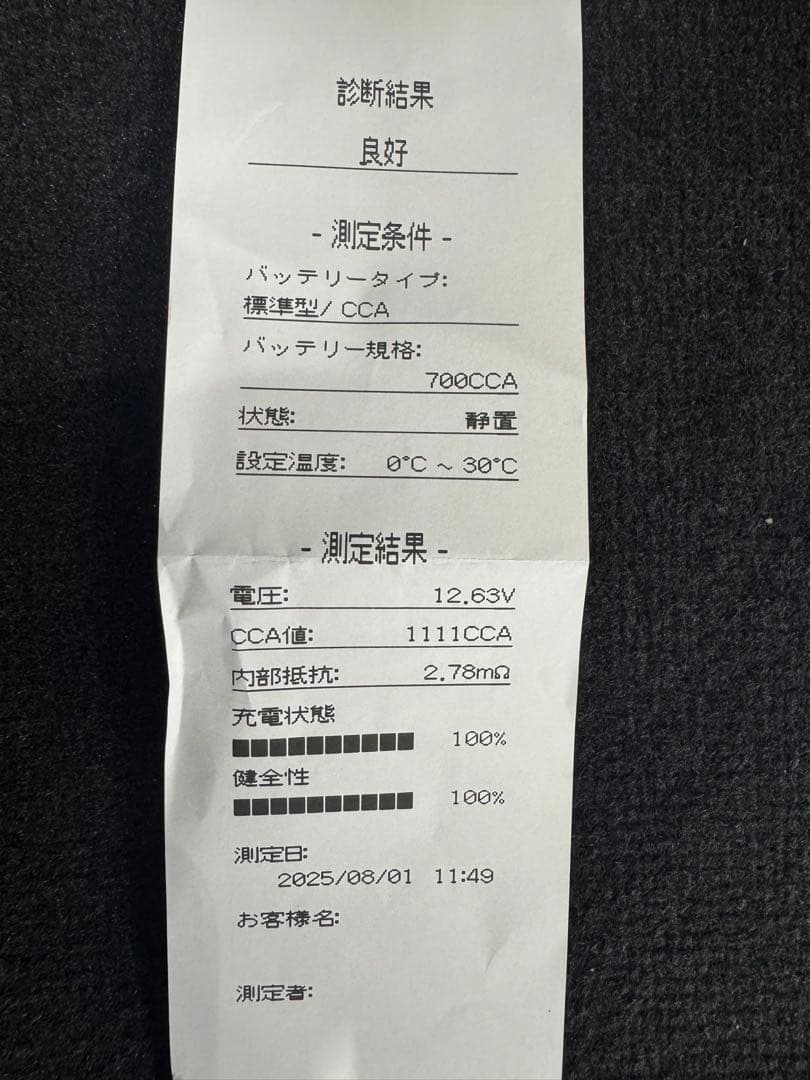 診断結果
良好
- 測定条件 -
バッテリータイプ:
標準型/ CCA
バッテリー規格:
700CCA
状態: 静置
設定温度: 0°C ~ 30°C
- 測定結果 -
電圧: 12.63V
CCA値: 1111CCA
内部抵抗: 2.78mΩ
充電状態
100%
健全性
100%
測定日:
2025/08/01 11:49
お客様名:
測定者: